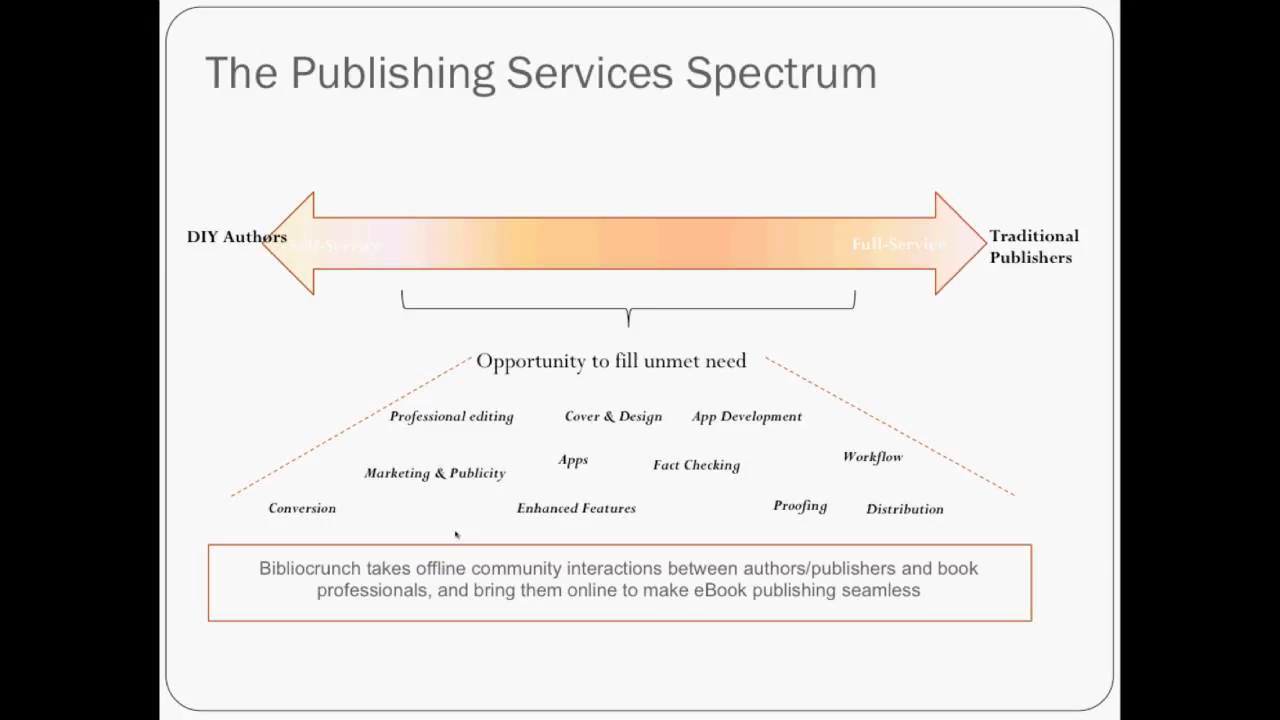 The Publishing Services Spectrum
DIY Authors
Self-Service
Full-Service
Traditional
Publishers
Opportunity to fill unmet need
Professional editing
Cover & Design
App Development
Marketing & Publicity
Apps
Fact Checking
Workflow
Conversion
Enhanced Features
Proofing
Distribution
Bibliocrunch takes offline community interactions between authors/publishers and book
professionals, and bring them online to make eBook publishing seamless